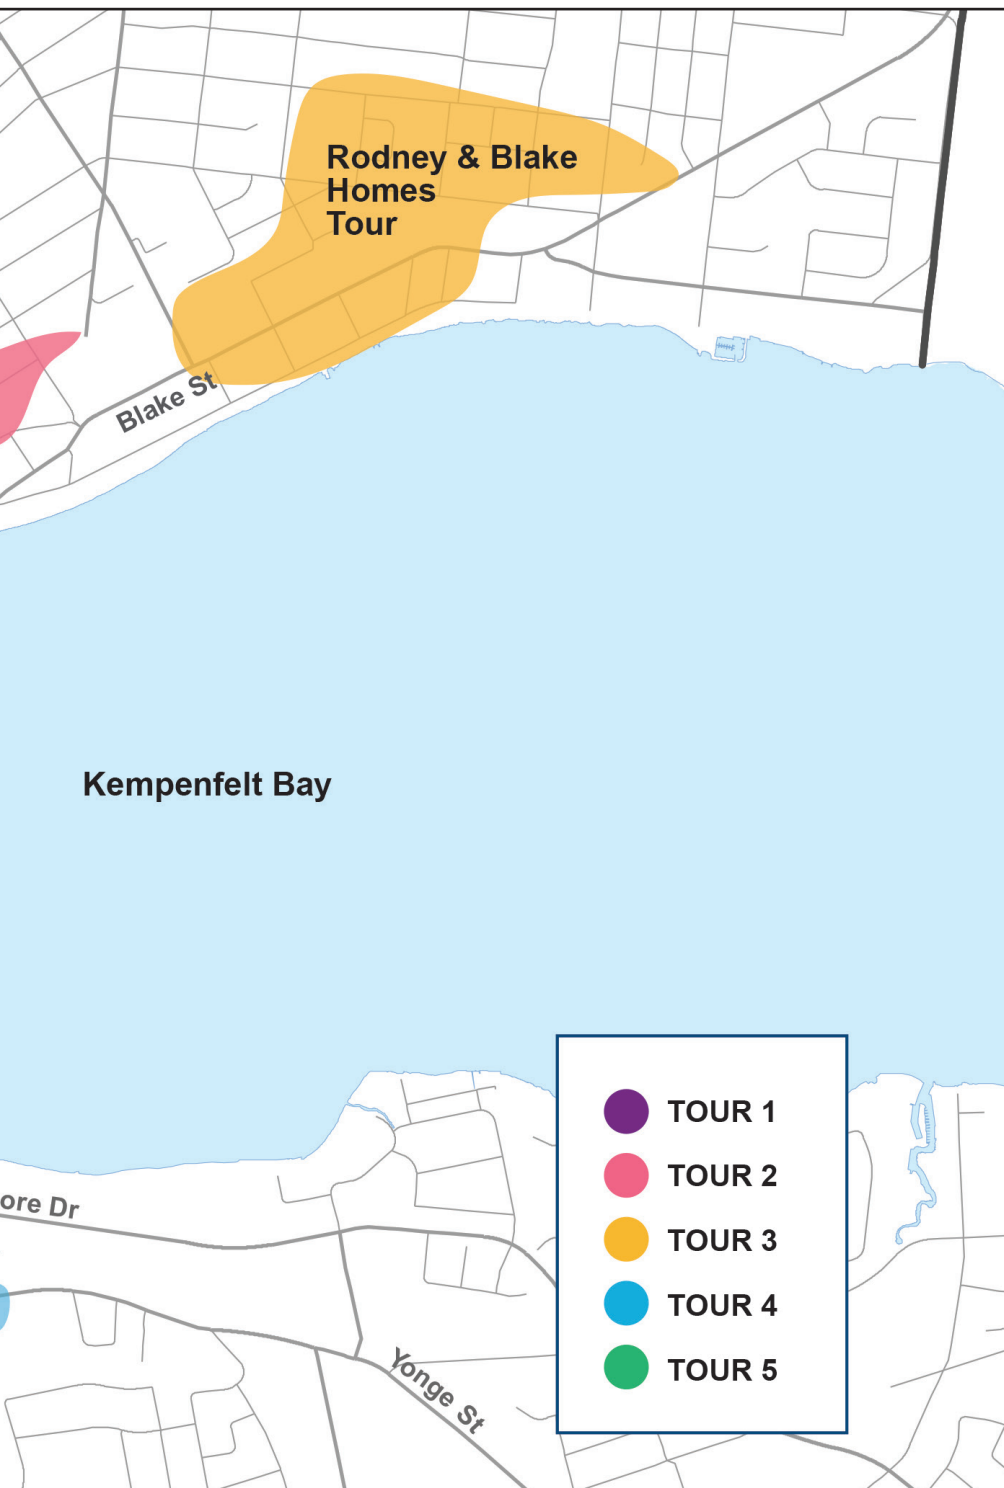 Rodney & Blake
Homes
Tour
Blake St
Kempenfelt Bay
TOUR 1
TOUR 2
TOUR 3
TOUR 4
TOUR 5
ore Dr
Yonge St